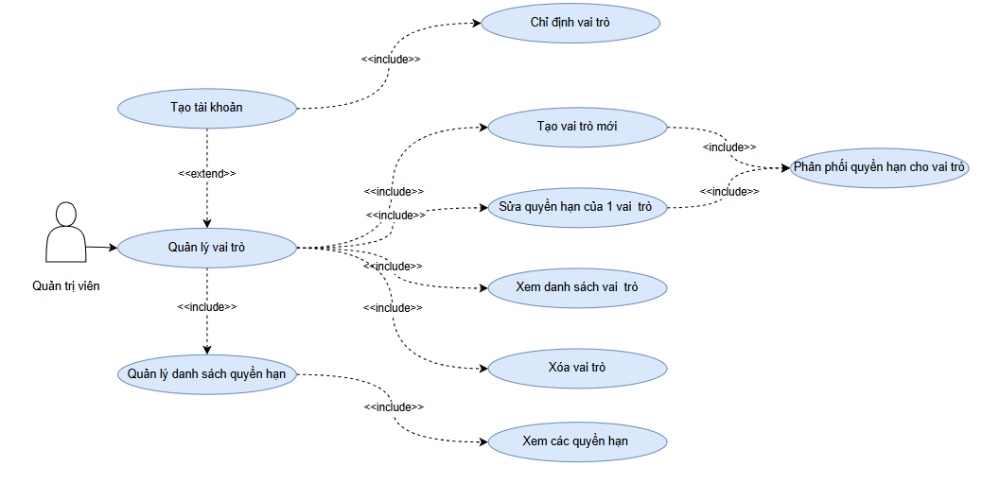 Chỉ định vai trò
<<include>>
Tạo tài khoản
Tạo vai trò mới
<include>>
Phân phối quyền hạn cho vai trò
<<extend>>
<<include>>
<<include>>
Sửa quyền hạn của 1 vai  trò
<<include>>
Quản lý vai trò
Quản trị viên
<<include>>
Xem danh sách vai  trò
<<include>>
<<include>>
Xóa vai trò
Quản lý danh sách quyền hạn
<<include>>
Xem các quyền hạn